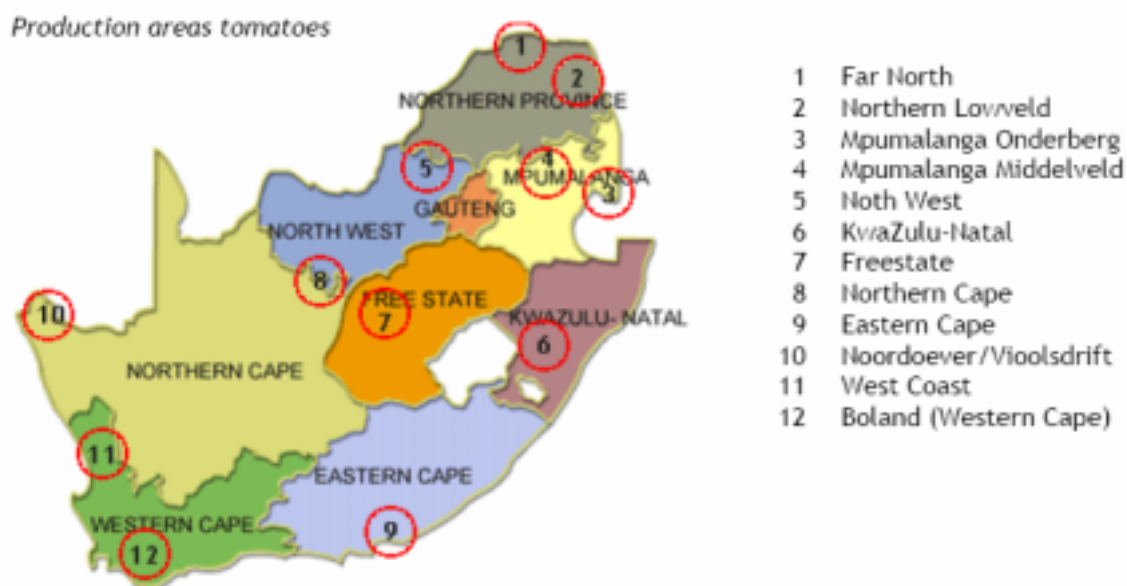 Production areas tomatoes
1
2
NORTHERN PROVINCE
5
4
MPUMALANGA
3
GAUTENG
NORTH WEST
8
10
FREE STATE
7
KWAZULU- NATAL
6
NORTHERN CAPE
11
EASTERN CAPE
WESTERN CAPE
9
12
1 Far North
2 Northern Lowveld
3 Mpumalanga Onderberg
4 Mpumalanga Middelveld
5 Noth West
6 KwaZulu-Natal
7 Freestate
8 Northern Cape
9 Eastern Cape
10 Noordoever/Vioolsdrift
11 West Coast
12 Boland (Western Cape)